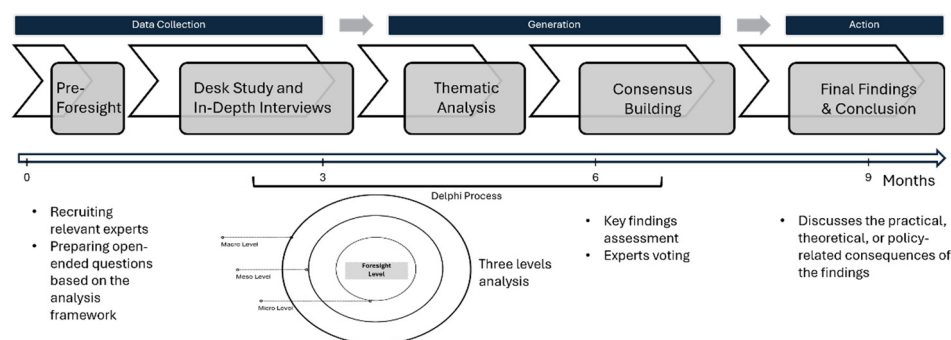 Data Collection
Generation
Action
Pre-
Foresight
Desk Study and
In-Depth Interviews
Thematic
Analysis
Consensus
Building
Final Findings
& Conclusion
0
3
6
9
Months
Delphi Process
• Recruiting
relevant experts
• Preparing open-
ended questions
based on the
analysis
framework
Macro Level
Meso Level
Micro Level
Foresight
Level
Three levels
analysis
• Key findings
assessment
• Experts voting
• Discusses the practical,
theoretical, or policy-
related consequences of
the findings